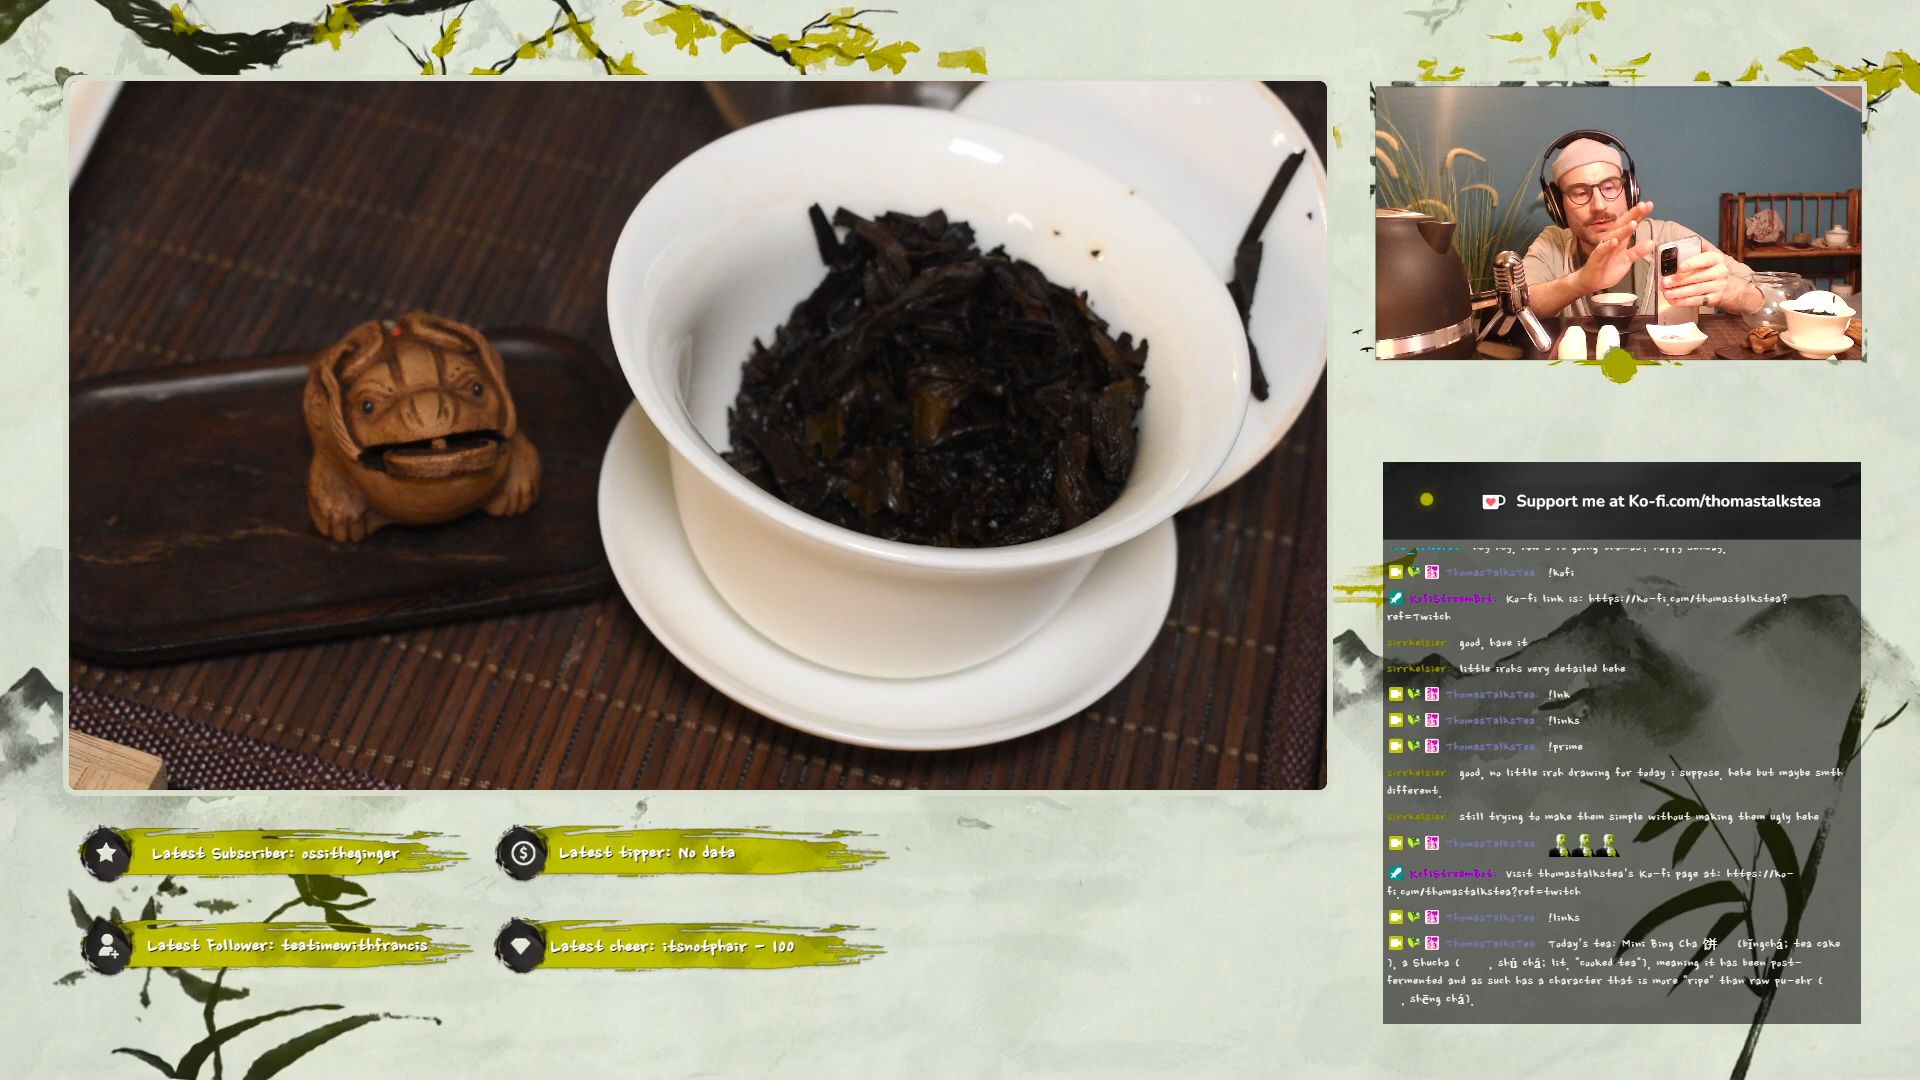 Support me at Ko-fi.com/thomastalkstea
ThomasTalksTea: !kofi
KofiStreamBot: Ko-fi link is: https://ko-fi.com/thomastalkstea?
ref=Twitch
sirrkelsier: good, have it
sirrkelsier: little irohs very detailed hehe
ThomasTalksTea: !lnk
ThomasTalksTea: !links
ThomasTalksTea: !prime
sirrkelsier: good, no little iroh drawing for today i suppose, hehe but maybe smth
different.
sirrkelsier: still trying to make them simple without making them ugly hehe
ThomasTalksTea:
KofiStreamBot: Visit thomastalkstea's Ko-fi page at: https://ko-
fi.com/thomastalkstea?ref=twitch
ThomasTalksTea: !links
ThomasTalksTea: Today's tea: Mini Bing Cha 饼 (bǐngchá; tea cake
), a Shucha ( , shú chá; lit. "cooked tea"), meaning it has been post-
fermented and as such has a character that is more "ripe" than raw pu-ehr (
, shēng chá).
Latest Subscriber: ossitheginger
Latest tipper: No data
Latest Follower: teatimewithfrancis
Latest cheer: itsnotphair - 100